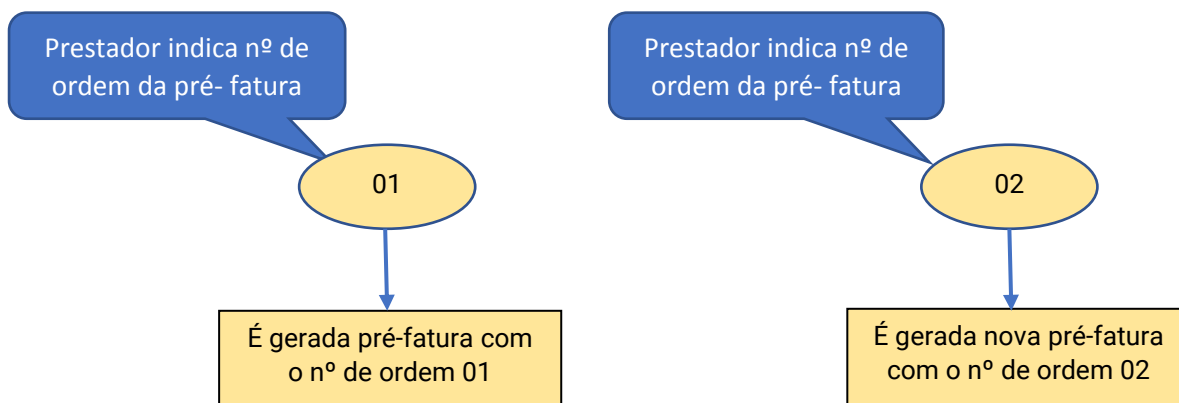 Prestador indica nº de
ordem da pré- fatura
01
É gerada pré-fatura com
o nº de ordem 01
Prestador indica nº de
ordem da pré- fatura
02
É gerada nova pré-fatura
com o nº de ordem 02